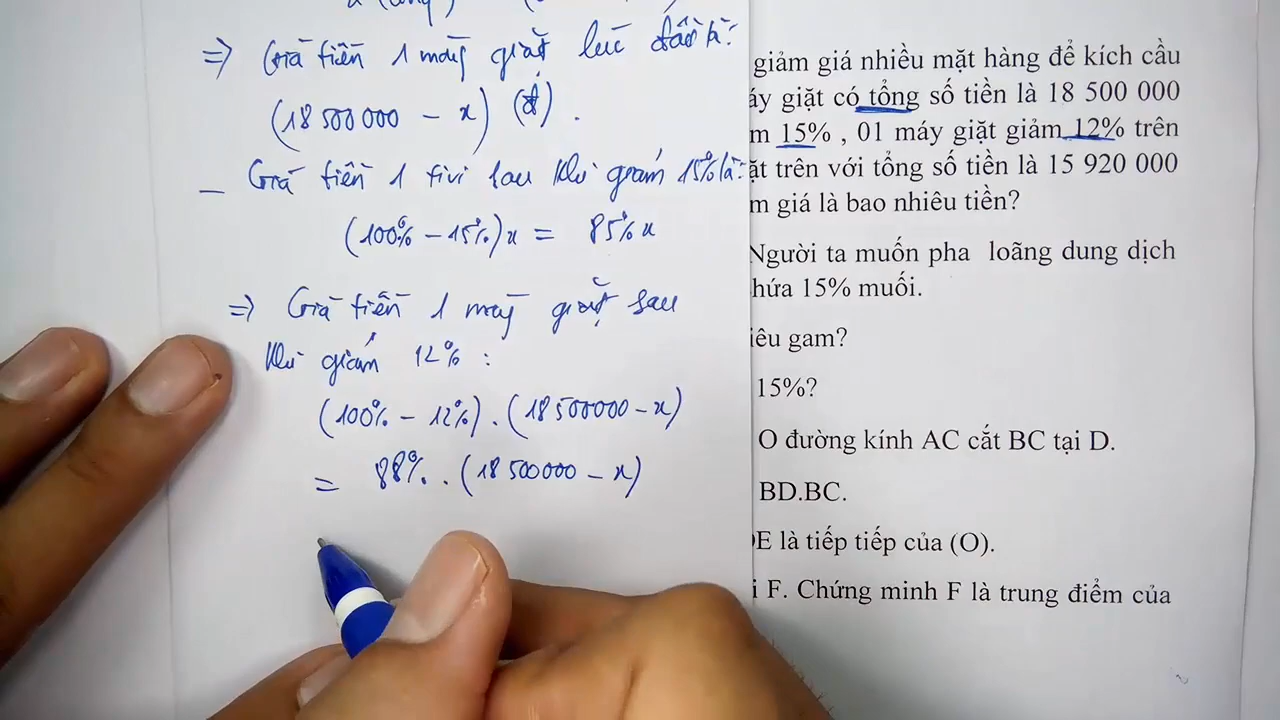 => Giá tiền 1 máy giặt lúc đầu là:
(18 500 000 - x) (đ).
- Giá tiền 1 tivi sau khi giảm 15% là:
(100% - 15%)x = 85%x
=> Giá tiền 1 máy giặt sau
khi giảm 12% :
(100% - 12%) . (18 500 000 - x)
= 88% . (18 500 000 - x)
giảm giá nhiều mặt hàng để kích cầu
áy giặt có tổng số tiền là 18 500 000
m 15% , 01 máy giặt giảm 12% trên
ặt trên với tổng số tiền là 15 920 000
m giá là bao nhiêu tiền?
Người ta muốn pha loãng dung dịch
hứa 15% muối.
iêu gam?
15%?
O đường kính AC cắt BC tại D.
BD.BC.
E là tiếp tiếp của (O).
i F. Chứng minh F là trung điểm của